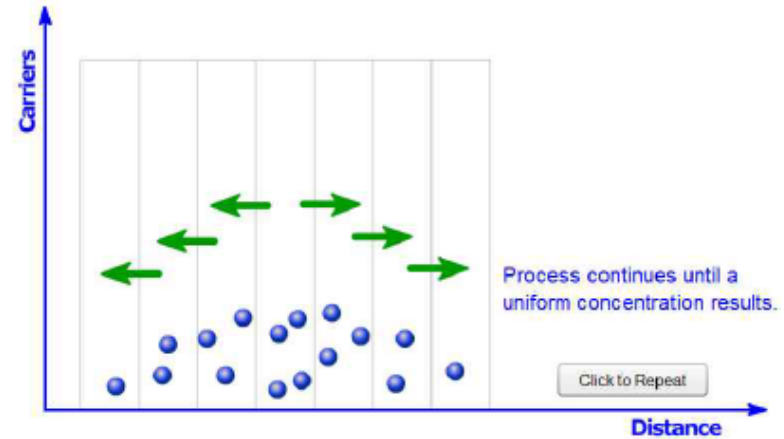 Carriers
Process continues until a
uniform concentration results.
Click to Repeat
Distance